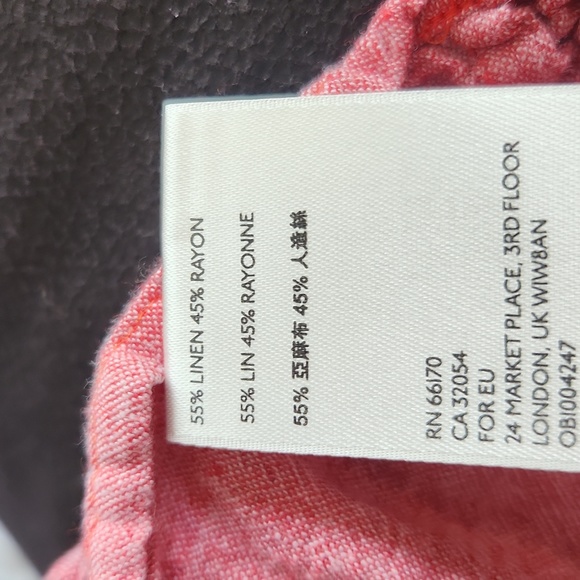 55% LINEN 45% RAYON
55% LIN 45% RAYONNE
55% 亞麻布 45% 人造絲
RN 66170
CA 32054
FOR EU
24 MARKET PLACE, 3RD FLOOR
LONDON, UK W1W8AN
OB1004247